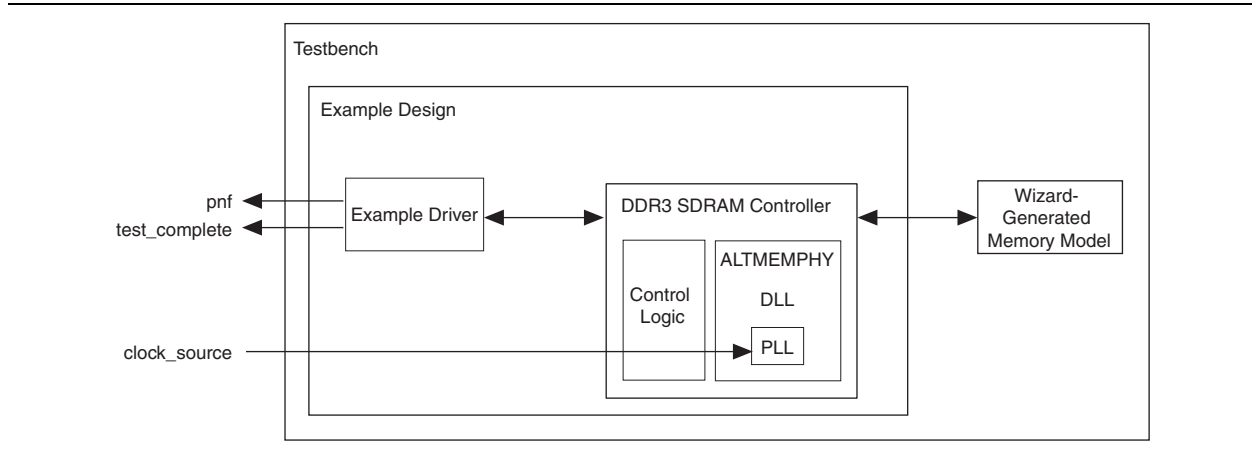 Testbench
Example Design
pnf
test_complete
Example Driver
DDR3 SDRAM Controller
Wizard-
Generated
Memory Model
ALTMEMPHY
Control
Logic
DLL
clock_source
PLL